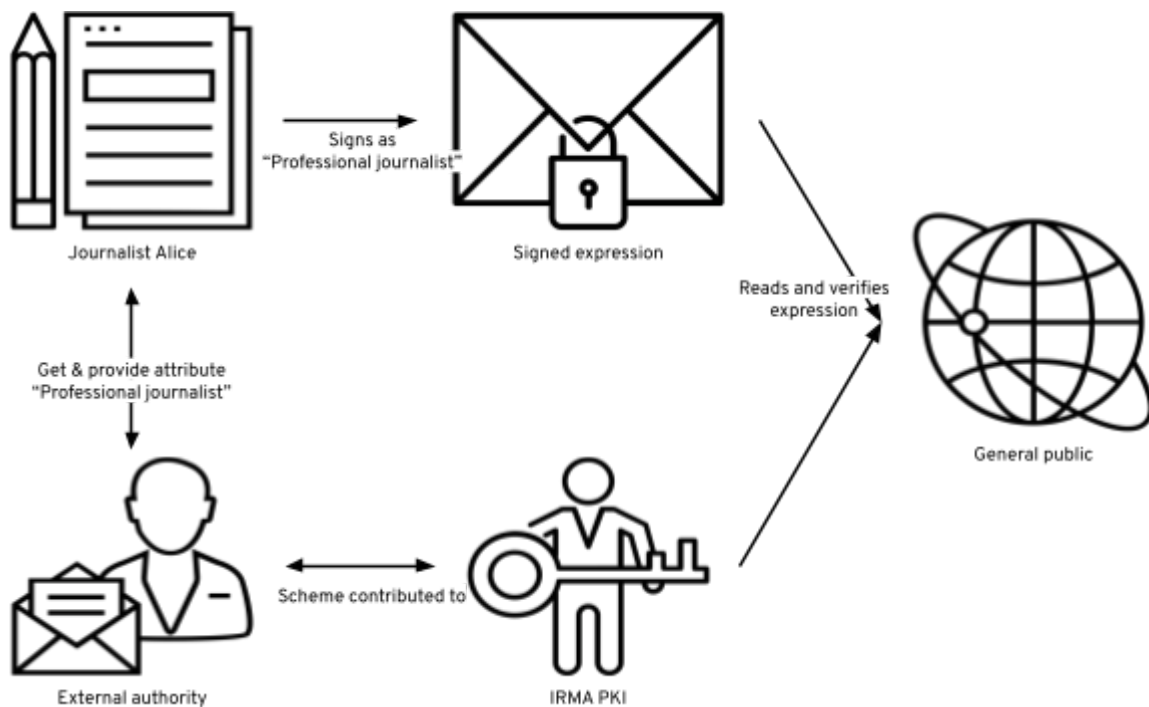 Signs as
“Professional journalist”
Journalist Alice
Signed expression
Reads and verifies
expression
Get & provide attribute
“Professional journalist”
General public
Scheme contributed to
External authority
IRMA PKI